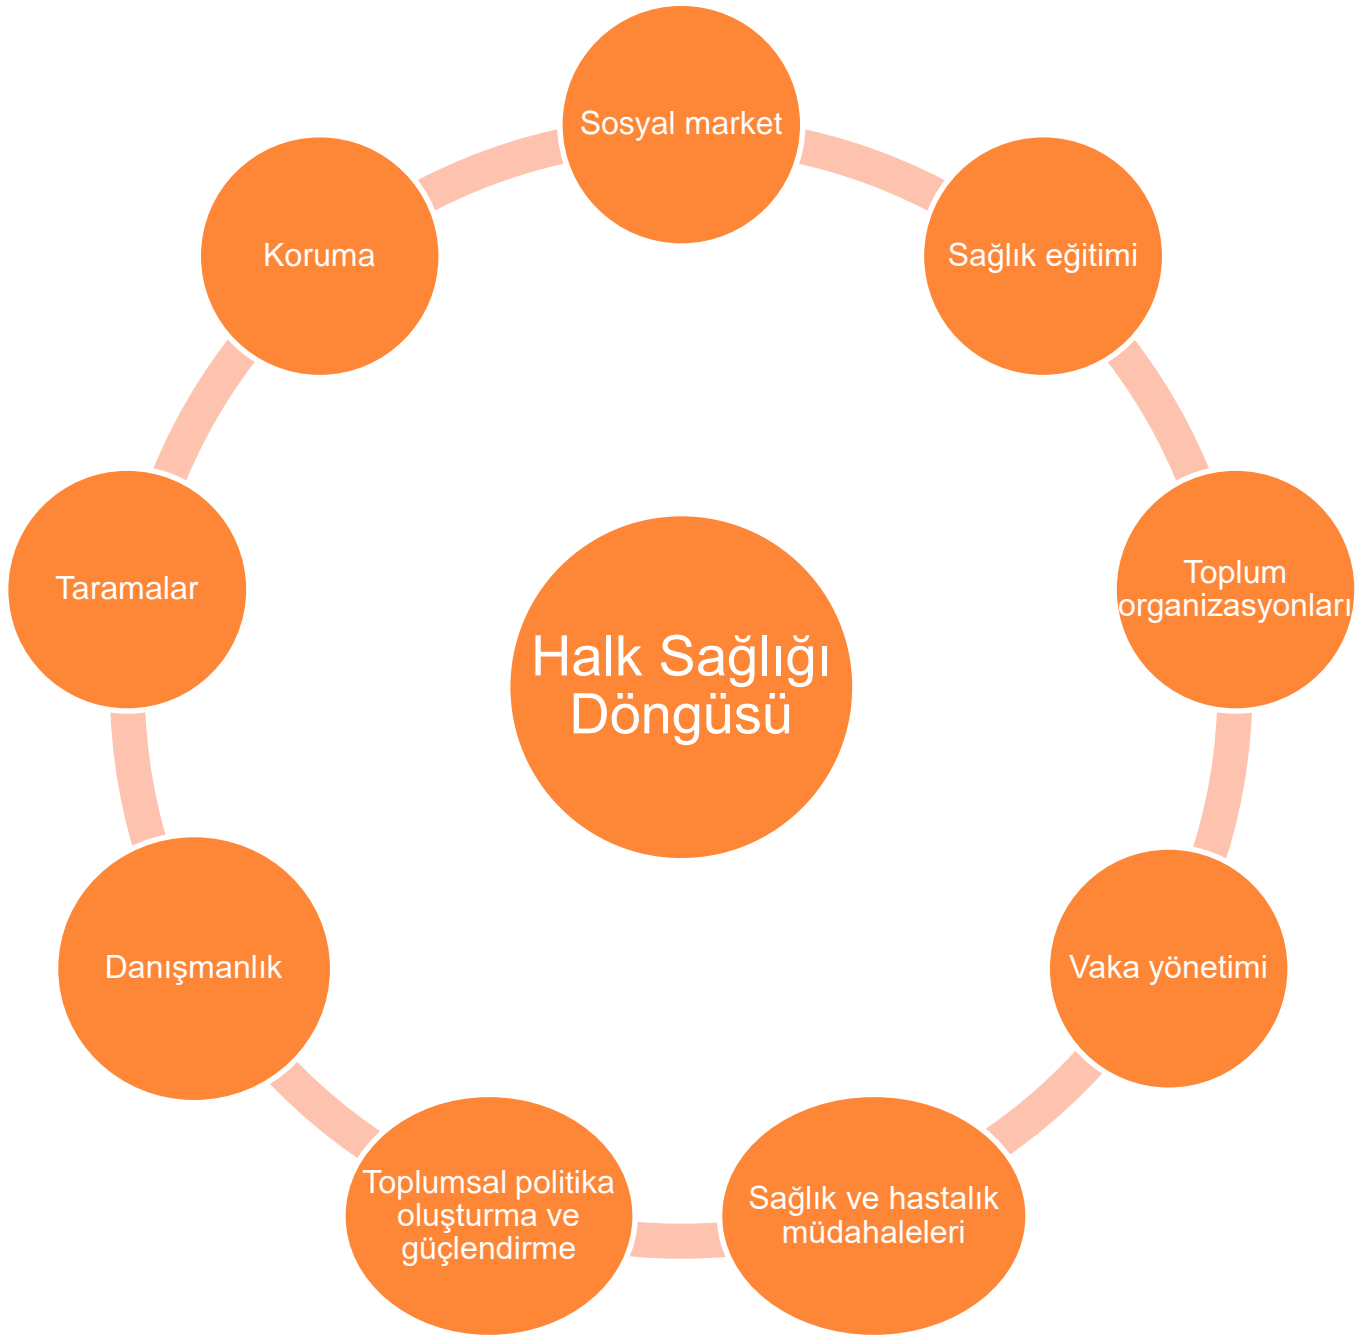 Sosyal market
Sağlık eğitimi
Toplum
organizasyonları
Vaka yönetimi
Sağlık ve hastalık
müdahaleleri
Toplumsal politika
oluşturma ve
güçlendirme
Danışmanlık
Taramalar
Koruma
Halk Sağlığı
Döngüsü